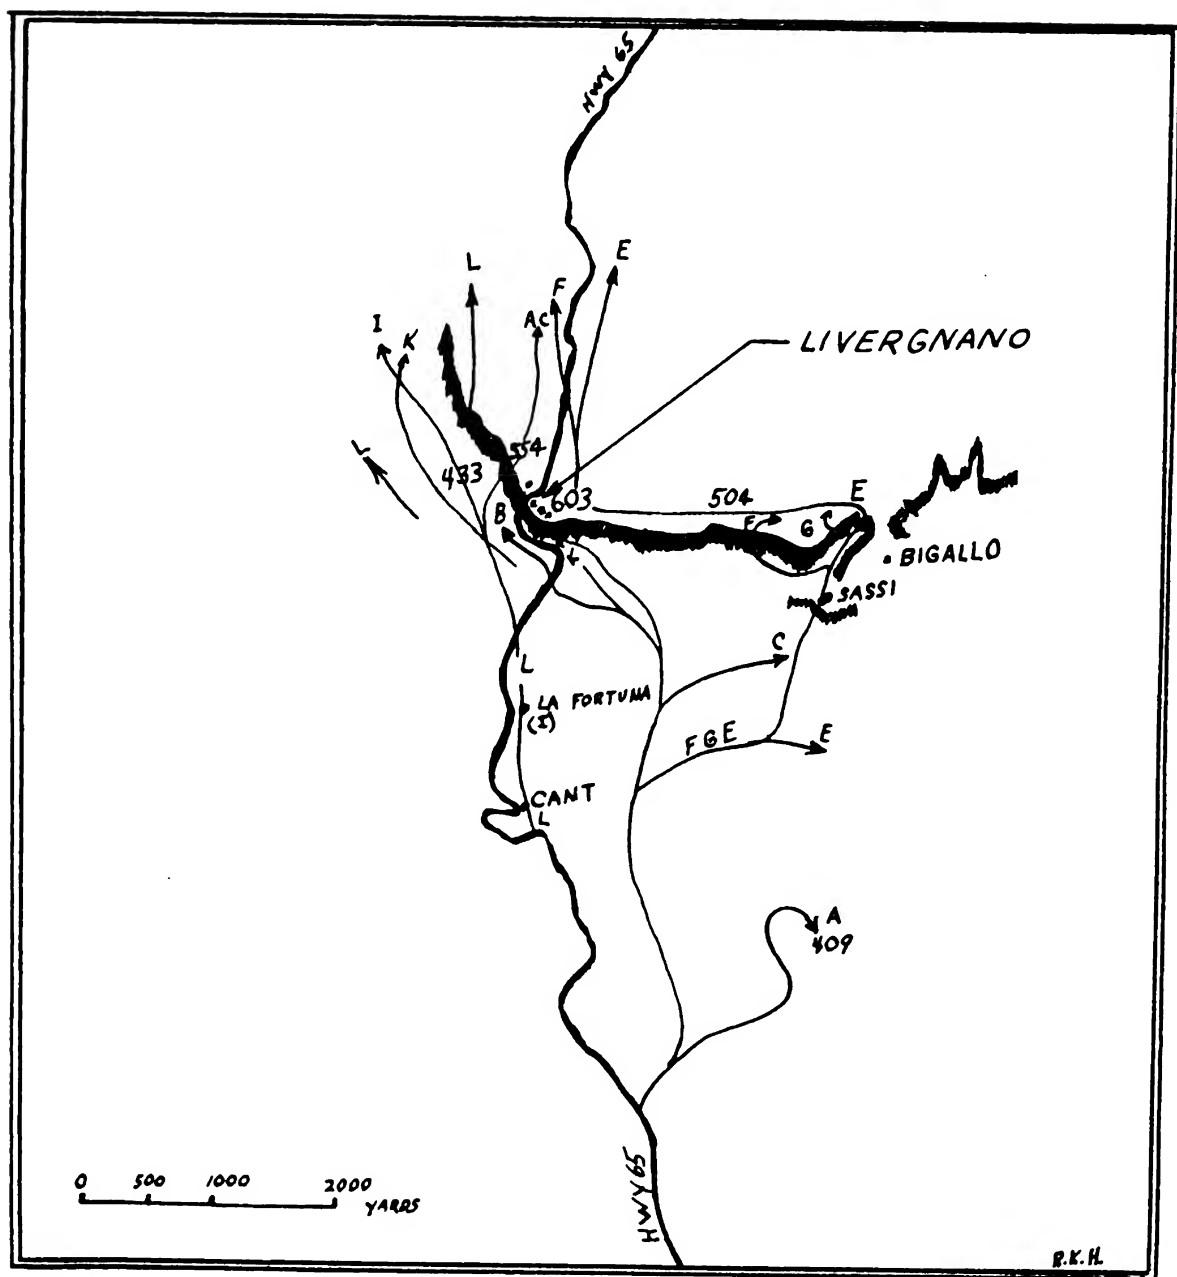 HWY 65
E
L
F
AC
I
K
LIVERGNANO
L
554
433
603
504
E
B
F
G
BIGALLO
SASSI
C
L
LA FORTUNA
(I)
F G E
E
CANT
L
A
409
0 500 1000 2000
YARDS
HWY 65
R.K.H.